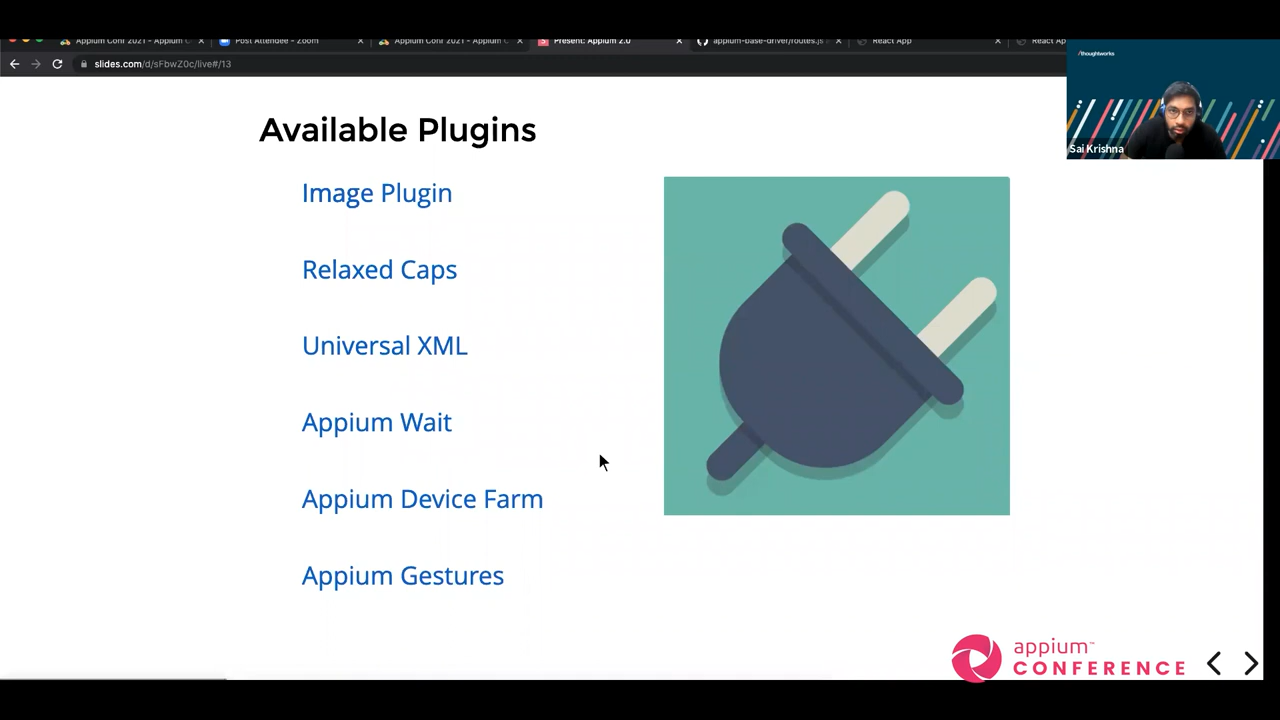 Appium Conf 2021 - Appium C
Post Attendee - Zoom
Appium Conf 2021 - Appium C
Present: Appium 2.0
appium-base-driver/routes.js
React App
React Ap
slides.com/d/sFbwZ0c/live#/13
/thoughtworks
Sai Krishna
Available Plugins
Image Plugin
Relaxed Caps
Universal XML
Appium Wait
Appium Device Farm
Appium Gestures
appium™
CONFERENCE